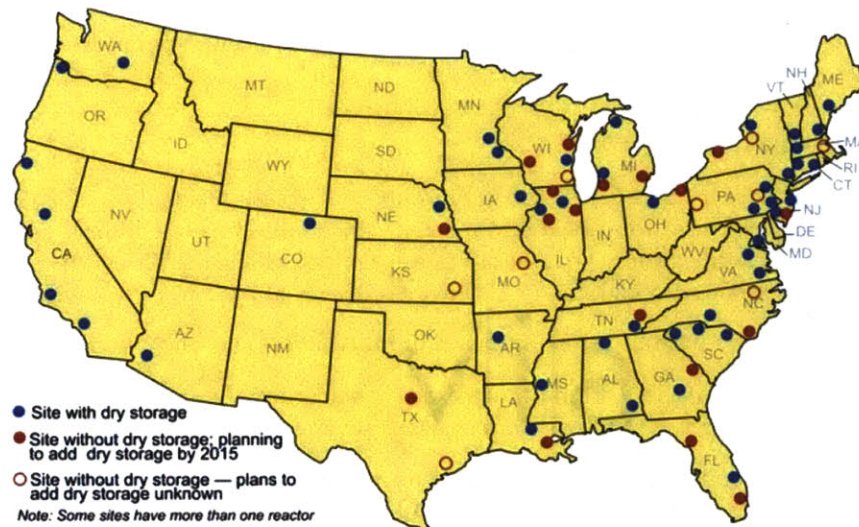 WA
MT
ND
MN
VT
NH
ME
OR
ID
SD
WI
MI
NY
MA
WY
RI
CT
NV
UT
NE
IA
PA
NJ
CA
CO
IL
IN
OH
WV
DE
MD
KS
MO
KY
VA
AZ
NM
OK
AR
TN
NC
SC
TX
LA
MS
AL
GA
FL
Site with dry storage
Site without dry storage; planning
to add dry storage by 2015
Site without dry storage — plans to
add dry storage unknown
Note: Some sites have more than one reactor